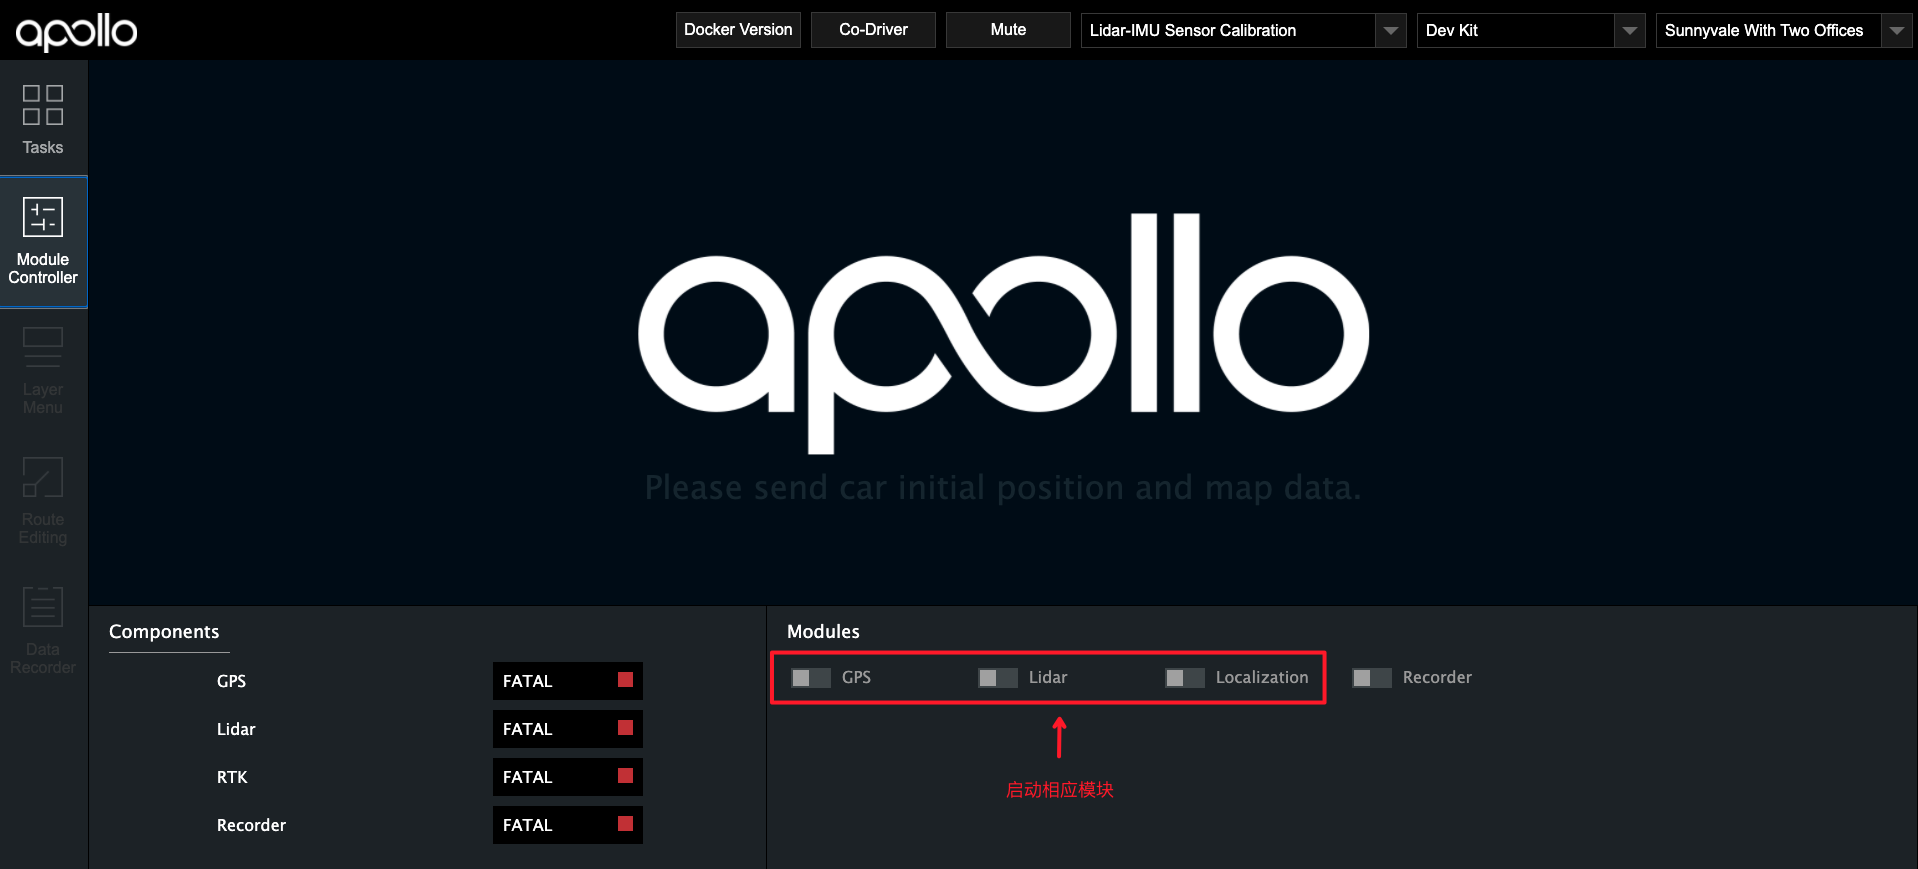 apollo
Docker Version
Co-Driver
Mute
Lidar-IMU Sensor Calibration
Dev Kit
Sunnyvale With Two Offices
Tasks
Module
Controller
Layer
Menu
Route
Editing
Data
Recorder
apollo
Please send car initial position and map data.
Components
GPS FATAL
Lidar FATAL
RTK FATAL
Recorder FATAL
Modules
GPS Lidar Localization Recorder
启动相应模块